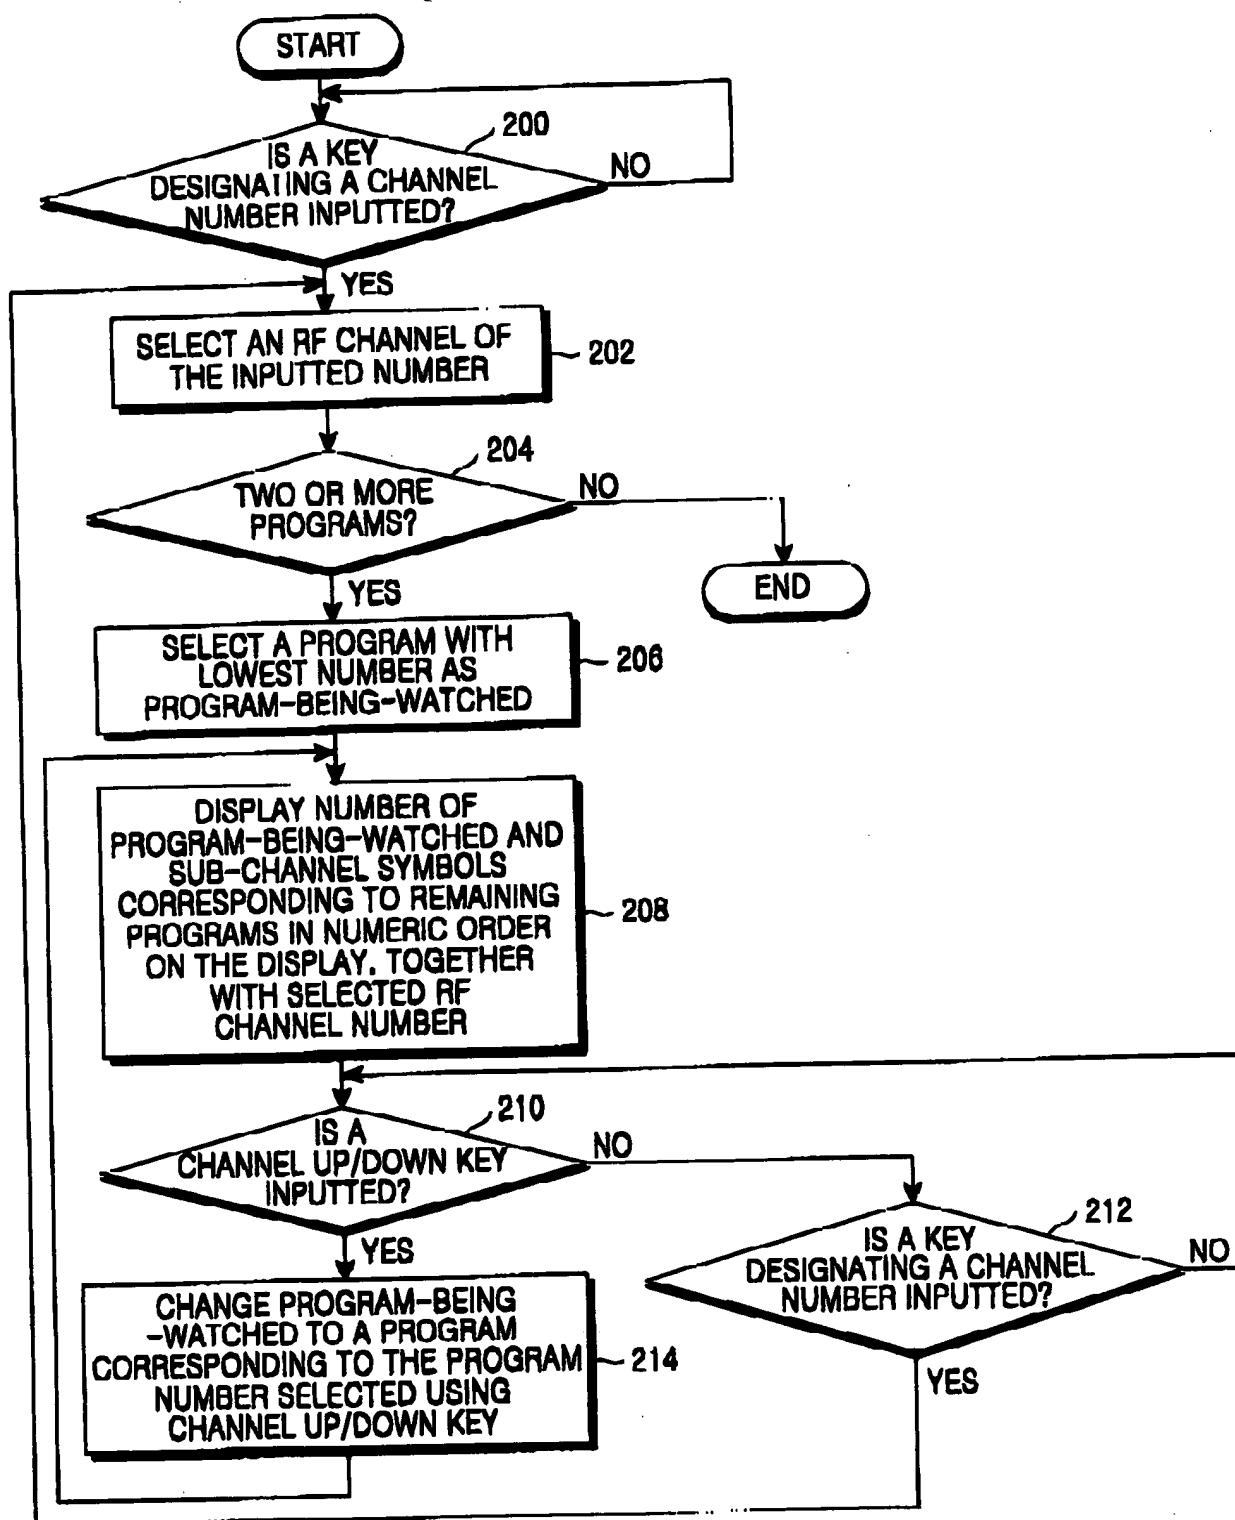 START
200
IS A KEY
DESIGNATING A CHANNEL
NUMBER INPUTTED?
NO
YES
SELECT AN RF CHANNEL OF
THE INPUTTED NUMBER
202
204
TWO OR MORE
PROGRAMS?
NO
END
YES
SELECT A PROGRAM WITH
LOWEST NUMBER AS
PROGRAM-BEING-WATCHED
206
DISPLAY NUMBER OF
PROGRAM-BEING-WATCHED AND
SUB-CHANNEL SYMBOLS
CORRESPONDING TO REMAINING
PROGRAMS IN NUMERIC ORDER
ON THE DISPLAY. TOGETHER
WITH SELECTED RF
CHANNEL NUMBER
208
210
IS A
CHANNEL UP/DOWN KEY
INPUTTED?
NO
YES
212
IS A KEY
DESIGNATING A CHANNEL
NUMBER INPUTTED?
NO
YES
CHANGE PROGRAM-BEING
-WATCHED TO A PROGRAM
CORRESPONDING TO THE PROGRAM
NUMBER SELECTED USING
CHANNEL UP/DOWN KEY
214